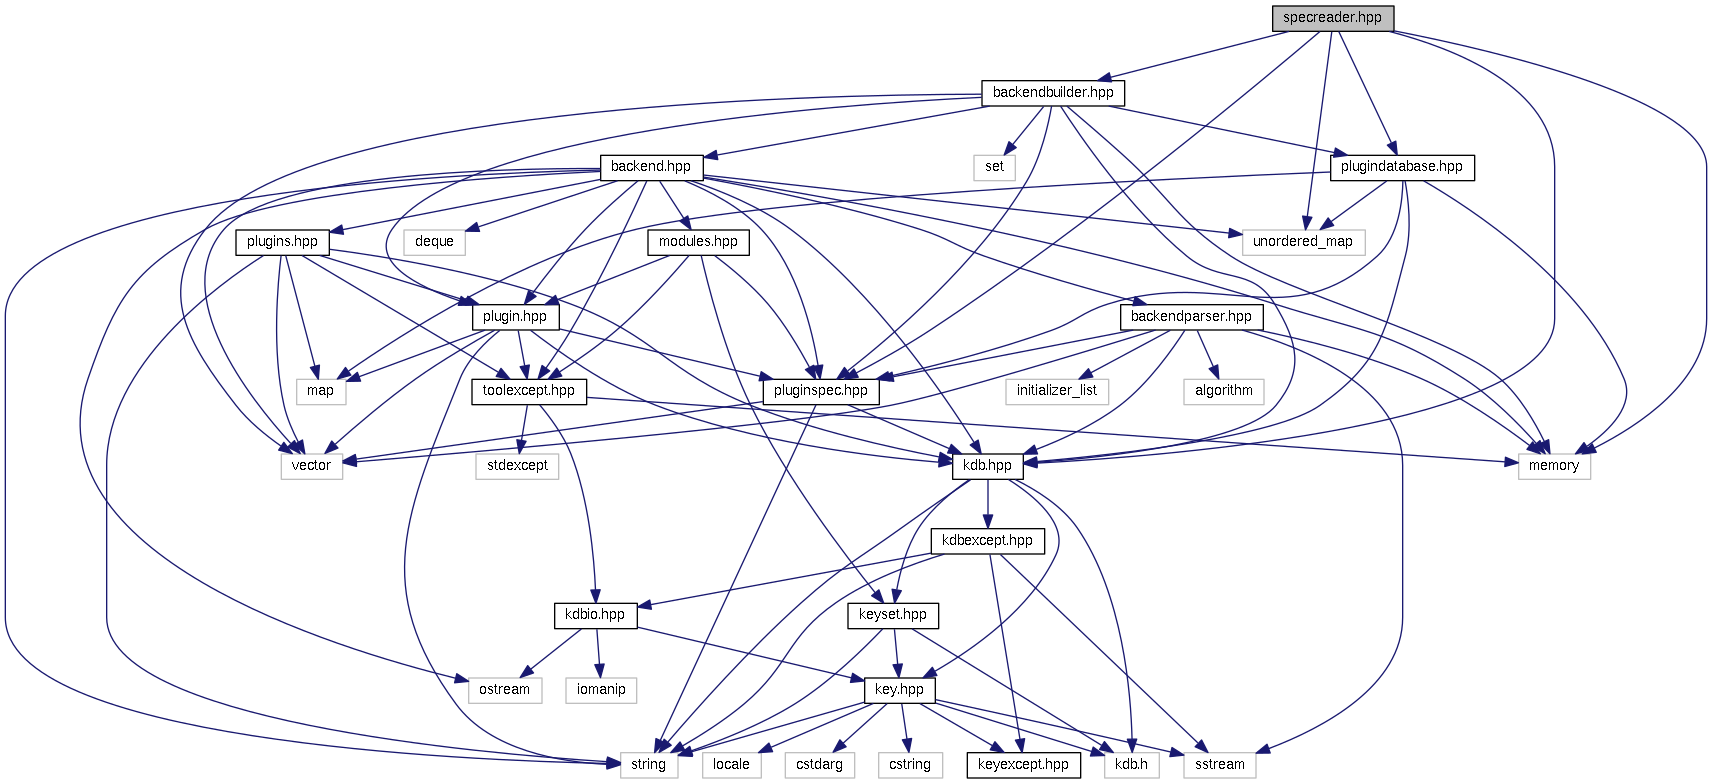 specreader.hpp
backendbuilder.hpp
backend.hpp
set
plugindatabase.hpp
plugins.hpp
deque
modules.hpp
unordered_map
plugin.hpp
backendparser.hpp
map
toolexcept.hpp
pluginspec.hpp
initializer_list
algorithm
vector
stdexcept
kdb.hpp
memory
kdbexcept.hpp
kdbio.hpp
keyset.hpp
ostream
iomanip
key.hpp
string
locale
cstdarg
cstring
keyexcept.hpp
kdb.h
sstream